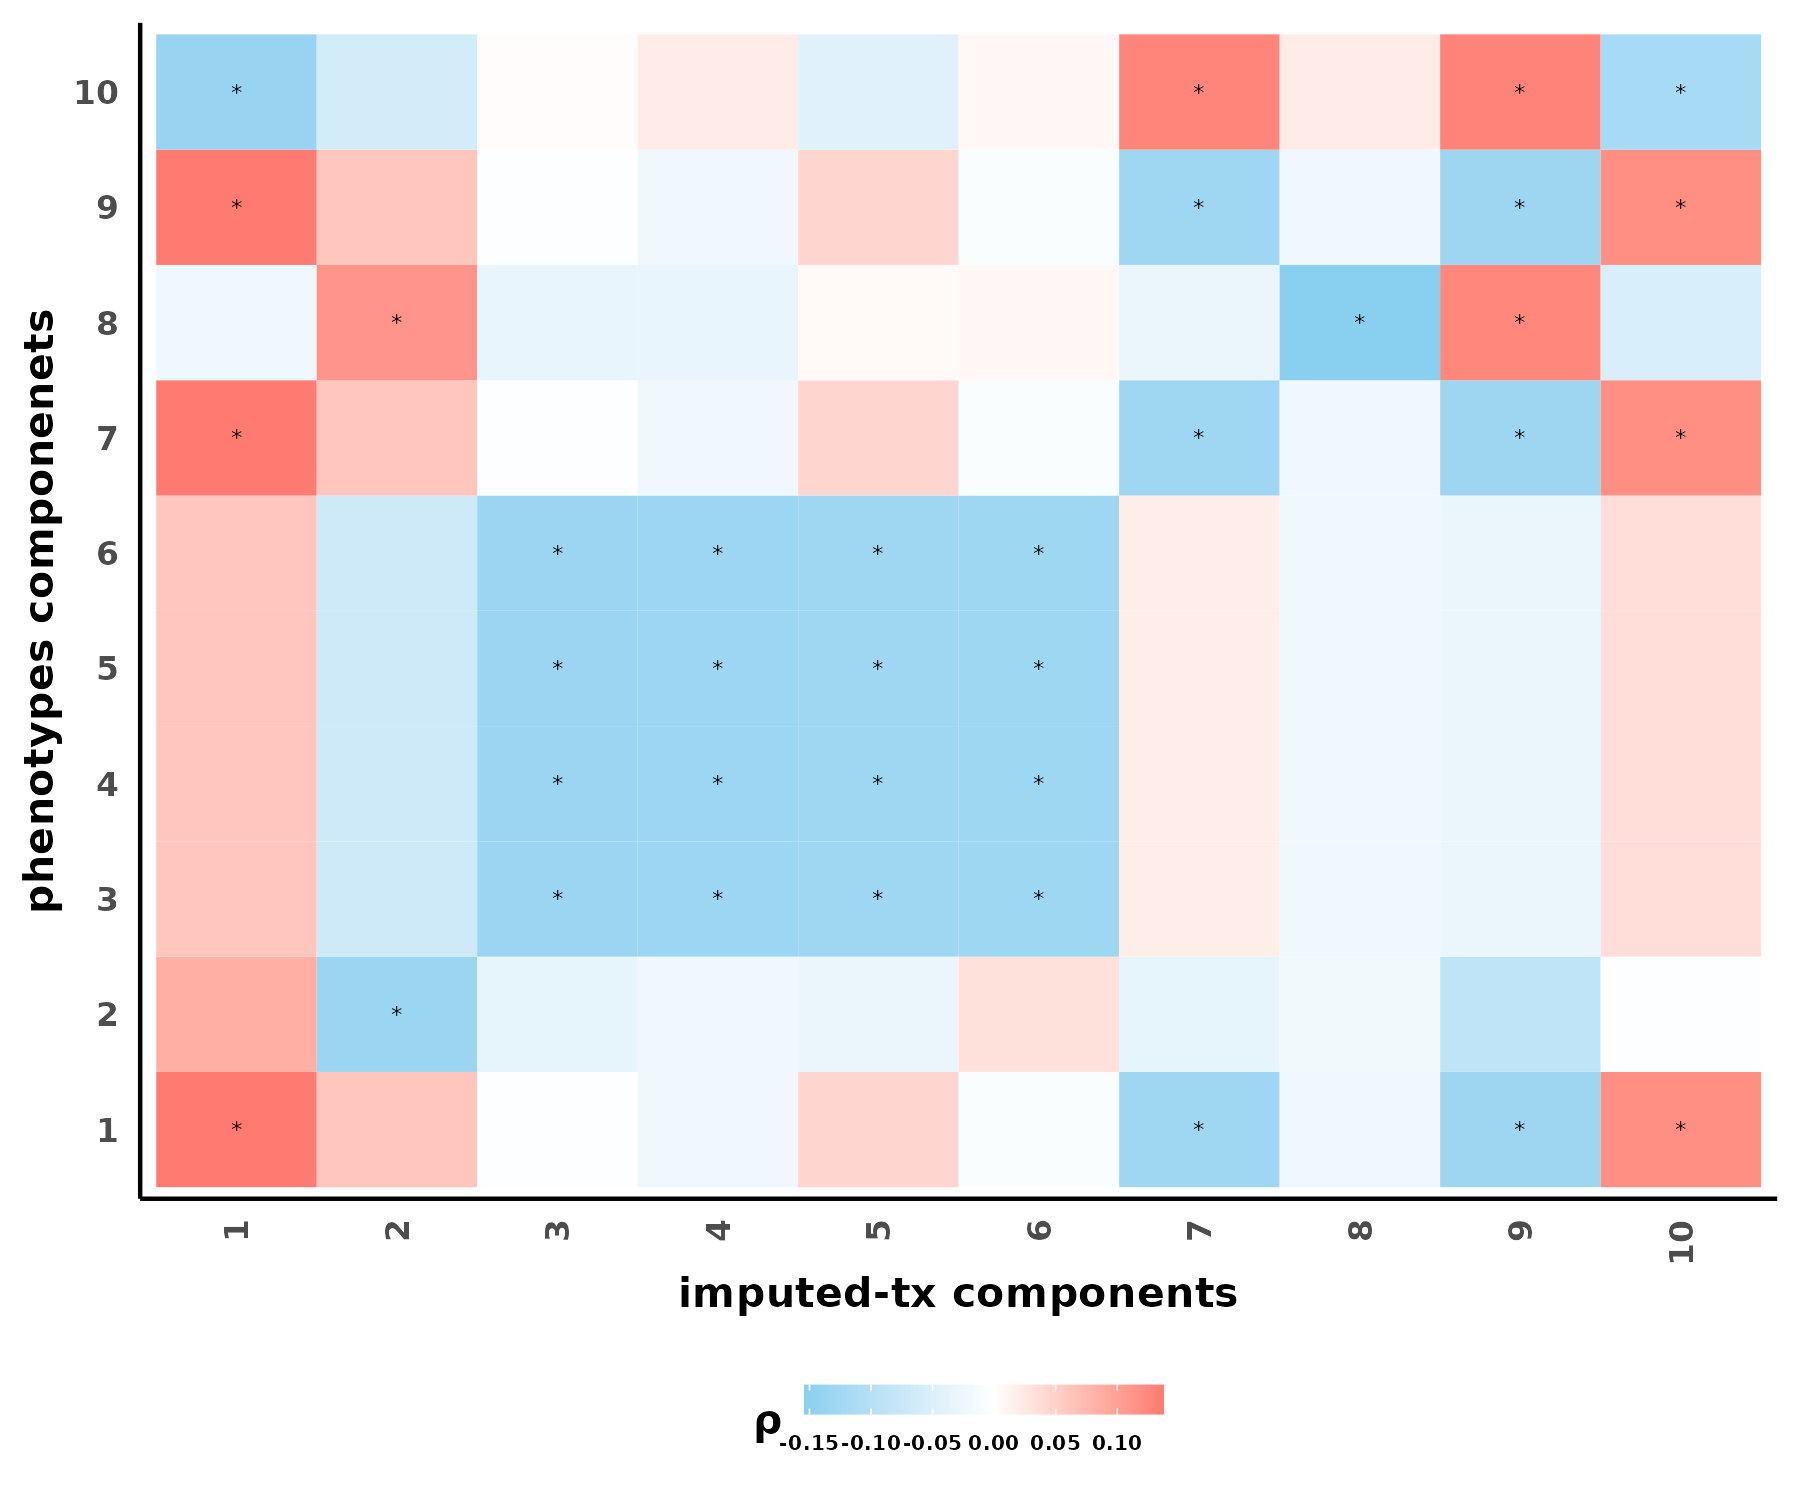 phenotypes componenets
10 * * * *
9 * * * *
8 * * *
7 * * * *
6 * * * *
5 * * * *
4 * * * *
3 * * * *
2 *
1 * * * *
1 2 3 4 5 6 7 8 9 10
imputed-tx components
ρ
-0.15 -0.10 -0.05 0.00 0.05 0.10